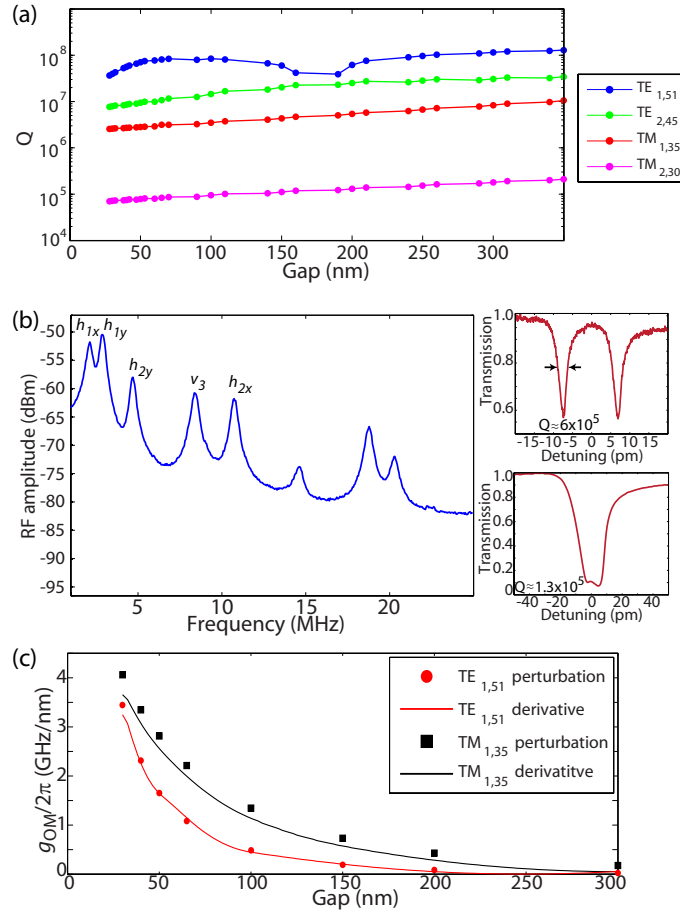 (a)
10^8
10^7
10^6
10^5
10^4
Q
0 50 100 150 200 250 300
Gap (nm)
TE 1,51
TE 2,45
TM 1,35
TM 2,30
(b)
-50
-55
-60
-65
-70
-75
-80
-85
-90
-95
RF amplitude (dBm)
h1x h1y
h2y
v3
h2x
5 10 15 20
Frequency (MHz)
1.0
0.8
0.6
Transmission
Q≈6x10^5
-15 -10 -5 0 5 10 15
Detuning (pm)
1.0
0.8
0.6
0.4
0.2
0
Transmission
Q≈1.3x10^5
-40 -20 0 20 40
Detuning (pm)
(c)
4
3
2
1
0
gOM/2π (GHz/nm)
TE 1,51 perturbation
TE 1,51 derivative
TM 1,35 perturbation
TM 1,35 derivatitve
0 50 100 150 200 250 300
Gap (nm)